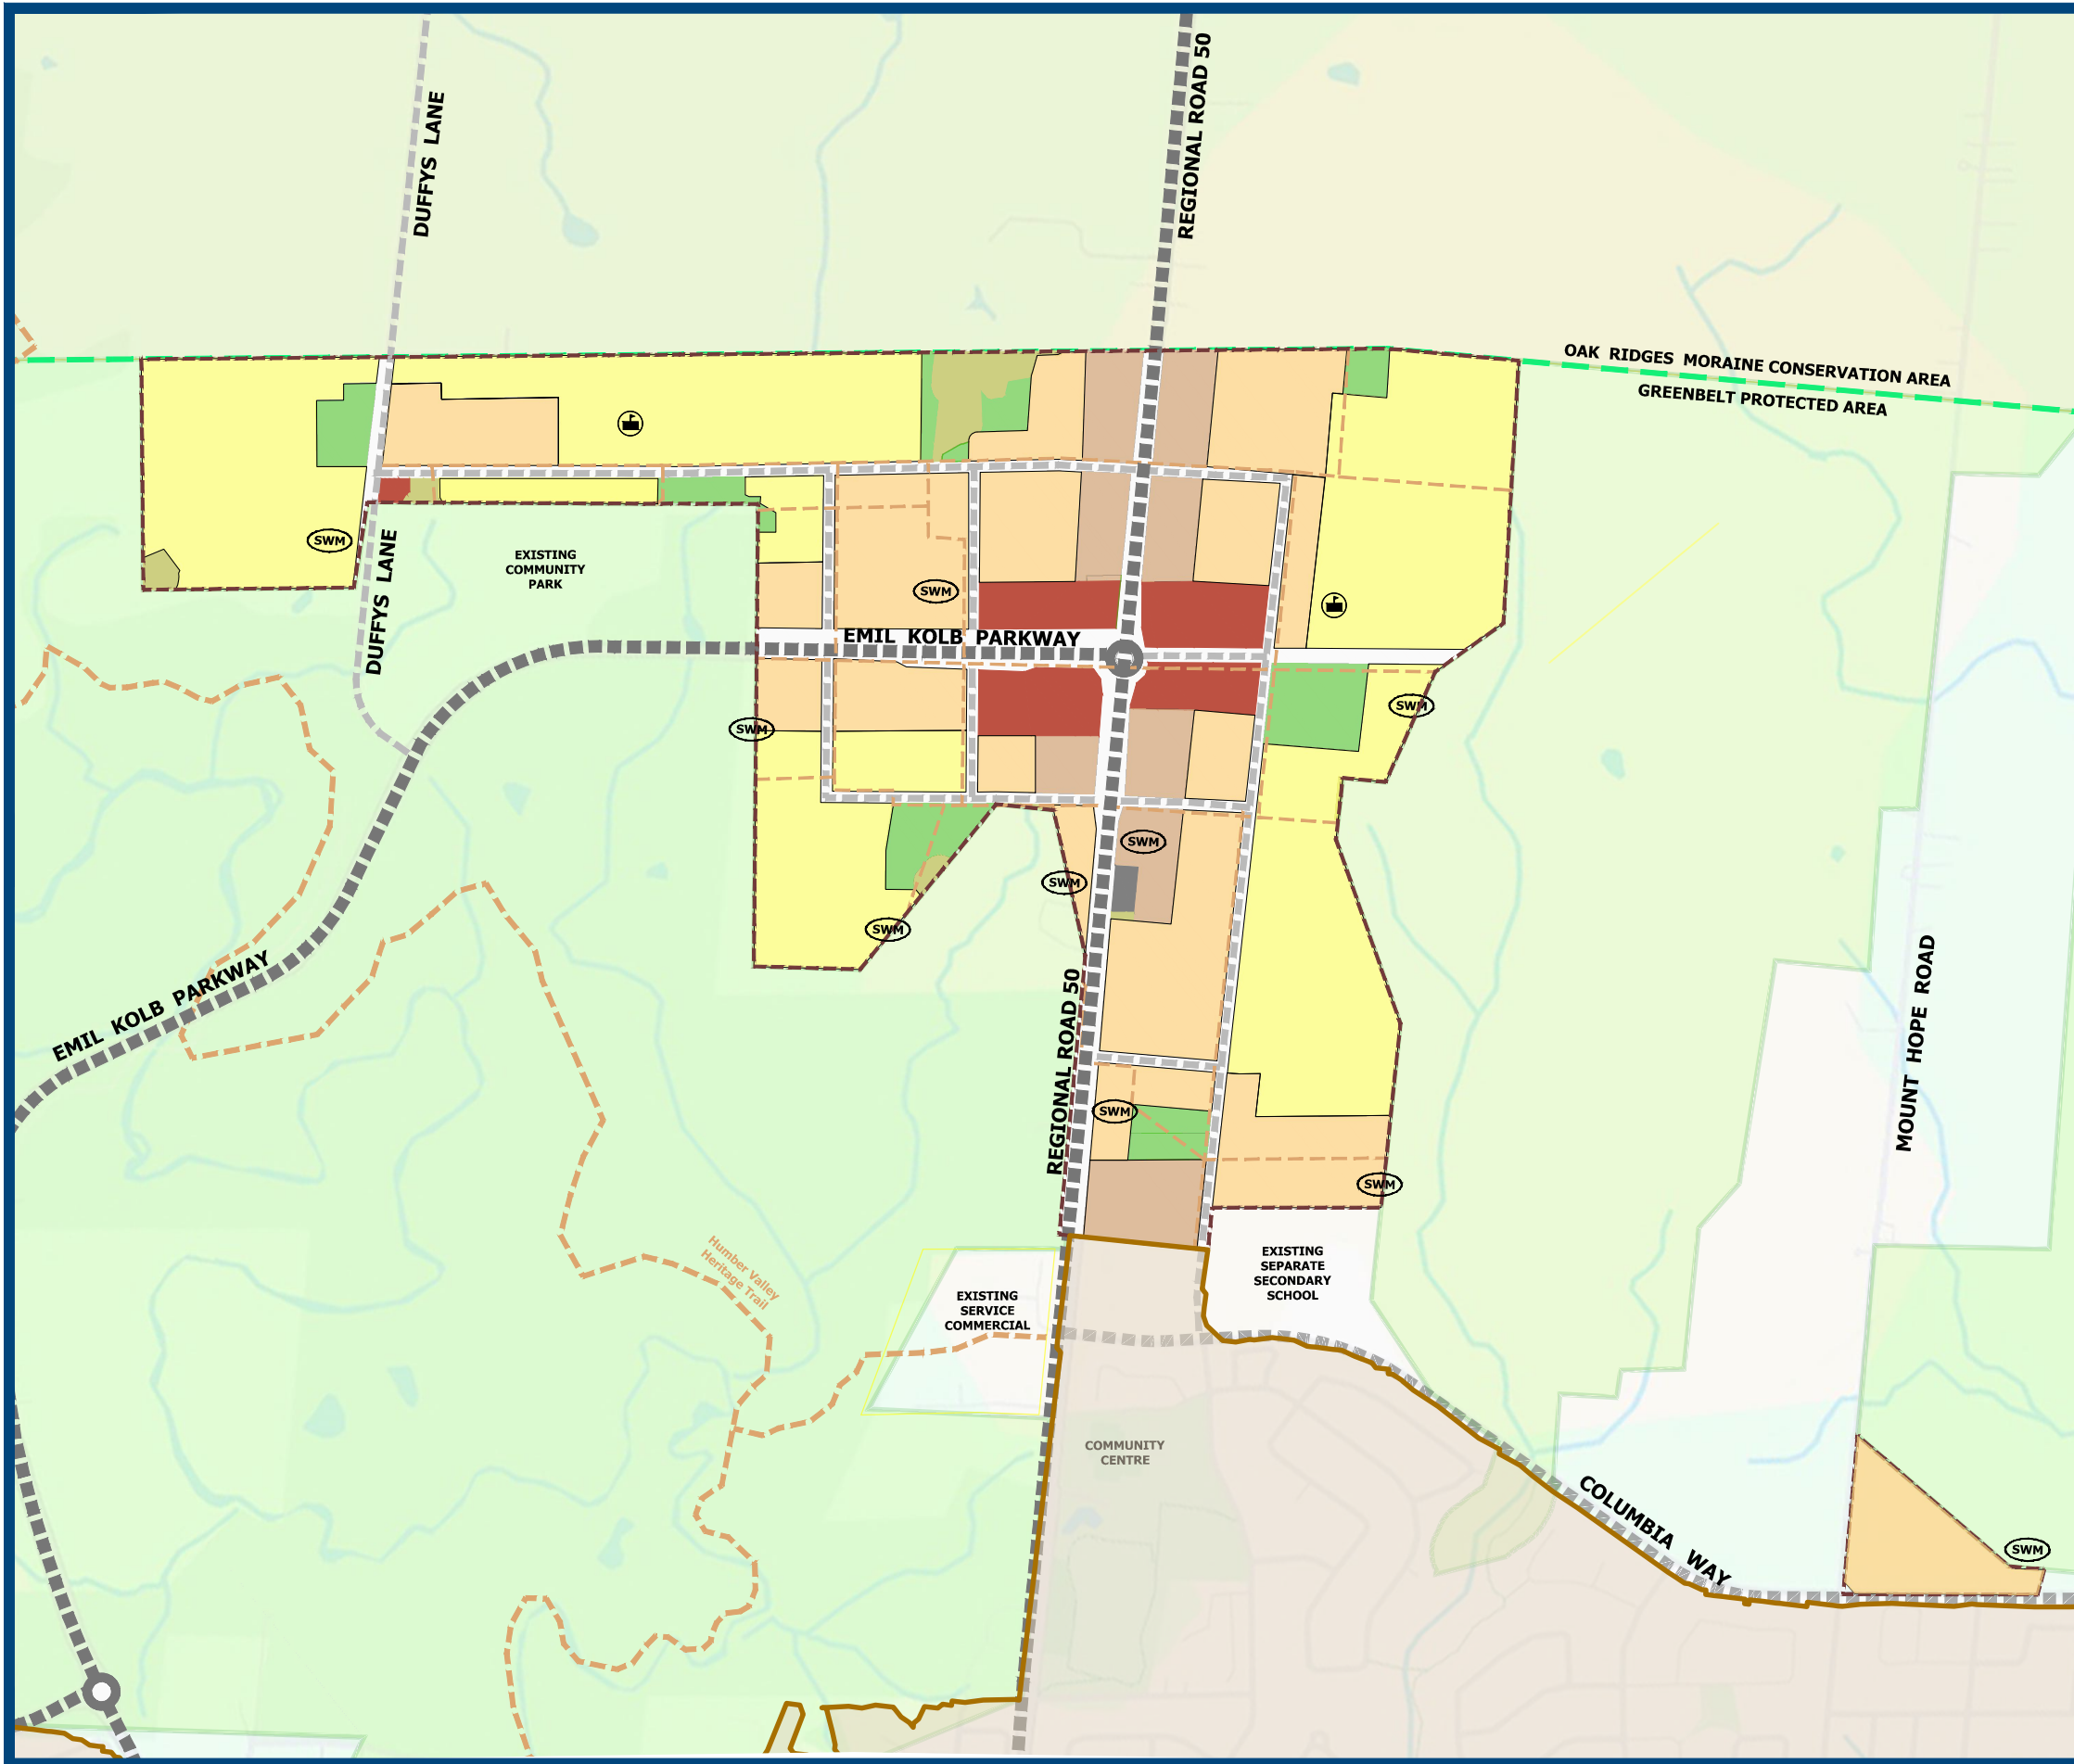 DUFFYS LANE
REGIONAL ROAD 50
OAK RIDGES MORAINE CONSERVATION AREA
GREENBELT PROTECTED AREA
SWM
EXISTING
COMMUNITY
PARK
DUFFYS LANE
SWM
EMIL KOLB PARKWAY
SWM
SWM
SWM
SWM
SWM
EMIL KOLB PARKWAY
REGIONAL ROAD 50
MOUNT HOPE ROAD
SWM
SWM
Humber Valley
Heritage Trail
EXISTING
SEPARATE
SECONDARY
SCHOOL
EXISTING
SERVICE
COMMERCIAL
COMMUNITY
CENTRE
COLUMBIA WAY
SWM